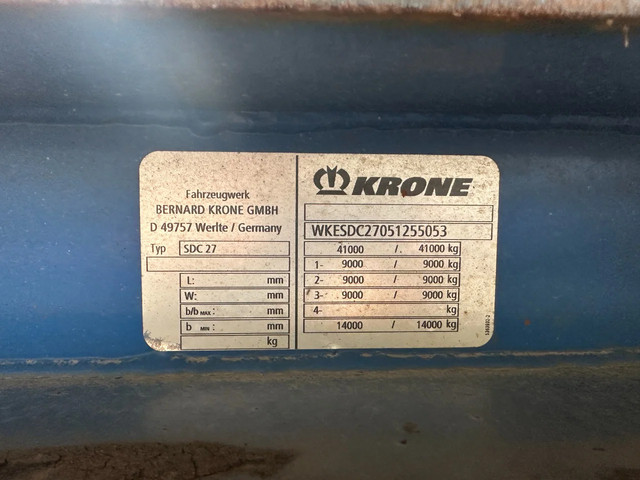 Fahrzeugwerk
BERNARD KRONE GMBH
D 49757 Werlte / Germany
Typ SDC 27
L: mm
W: mm
b/b MAX: mm
b MIN: mm
kg
KRONE
WKESDC27051255053
41000 / 41000 kg
1- 9000 / 9000 kg
2- 9000 / 9000 kg
3- 9000 / 9000 kg
4- kg
14000 / 14000 kg